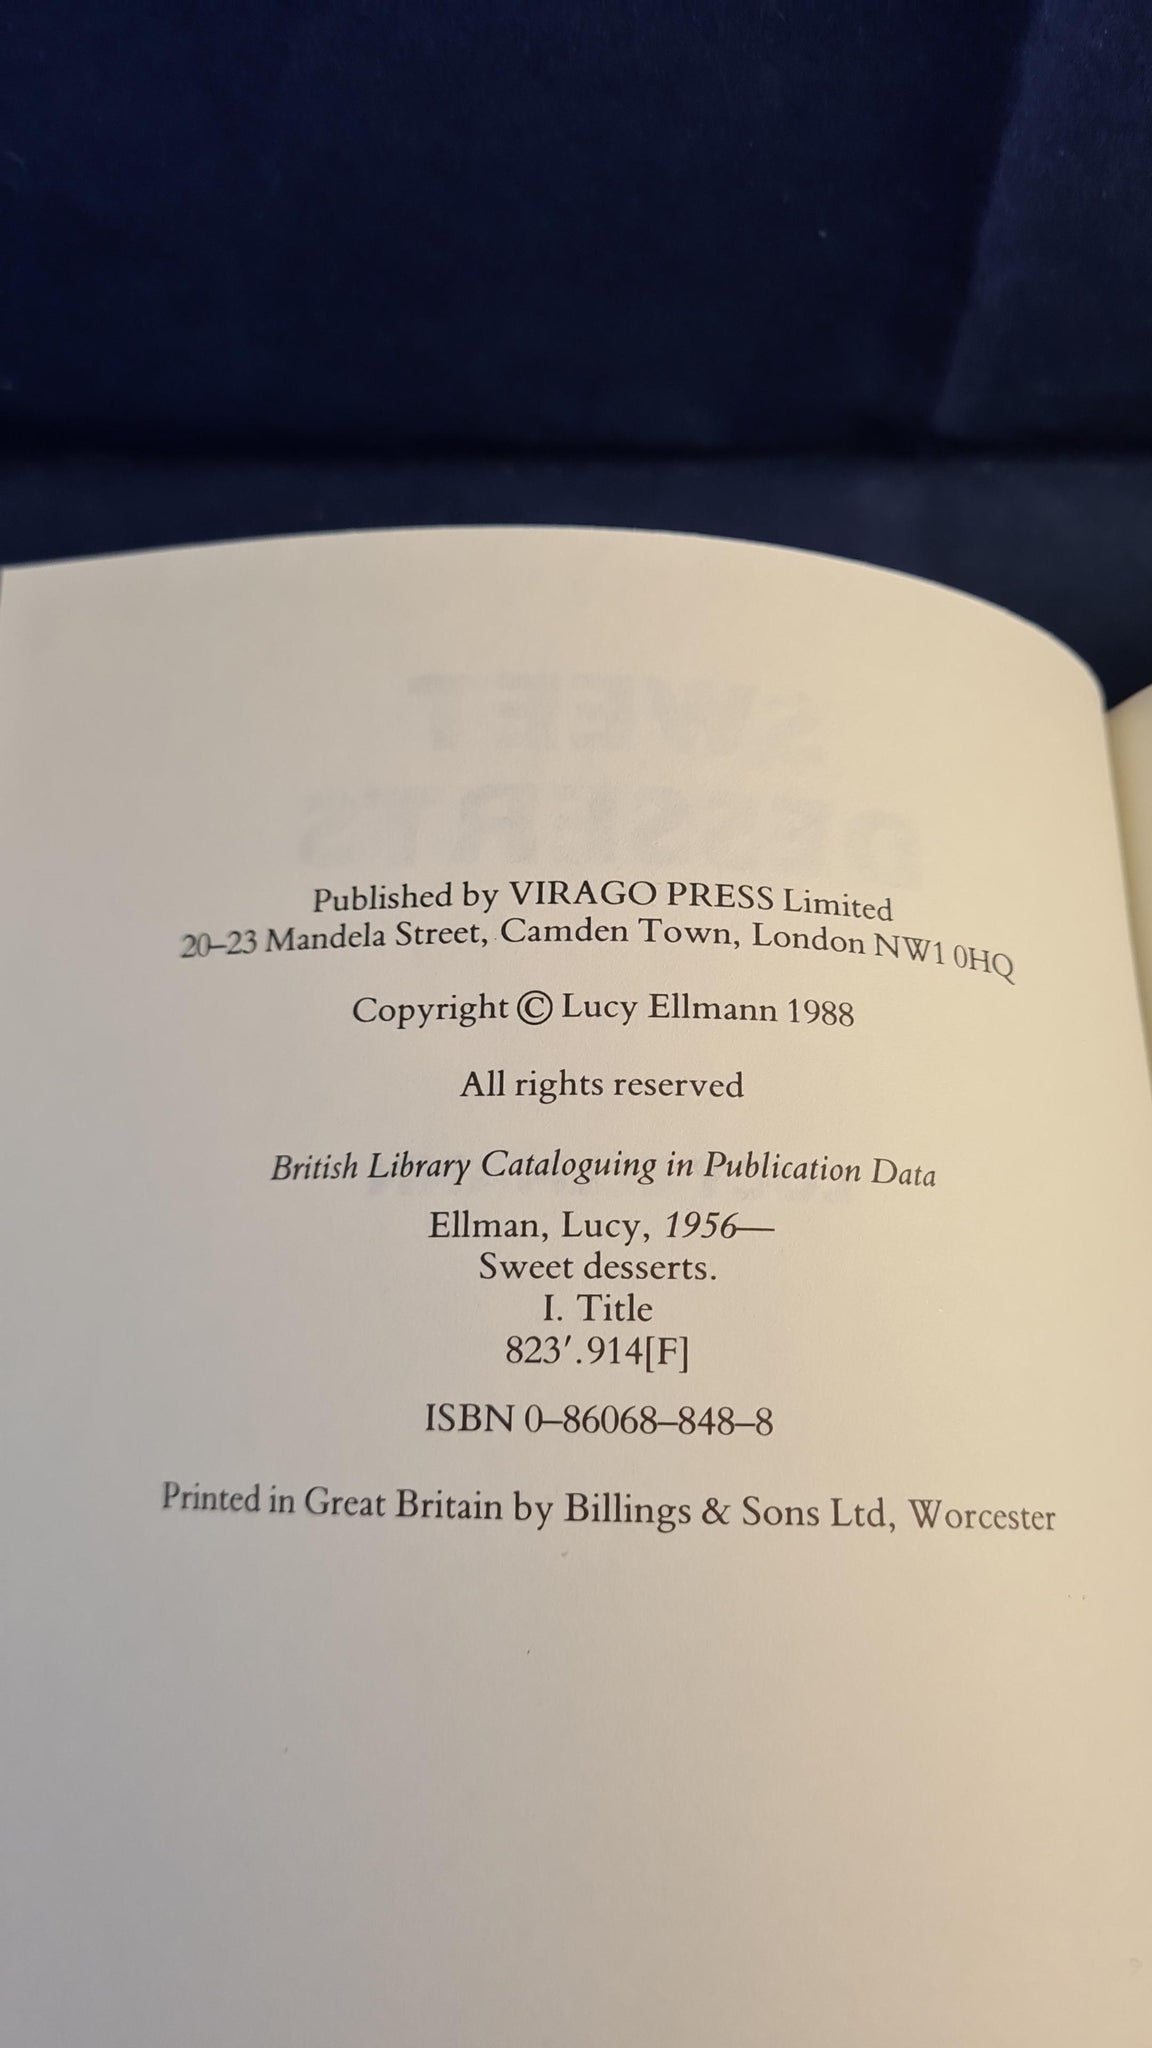 Published by VIRAGO PRESS Limited
20–23 Mandela Street, Camden Town, London NW1 0HQ
Copyright © Lucy Ellmann 1988
All rights reserved
British Library Cataloguing in Publication Data
Ellman, Lucy, 1956—
Sweet desserts.
I. Title
823′.914[F]
ISBN 0–86068–848–8
Printed in Great Britain by Billings & Sons Ltd, Worcester